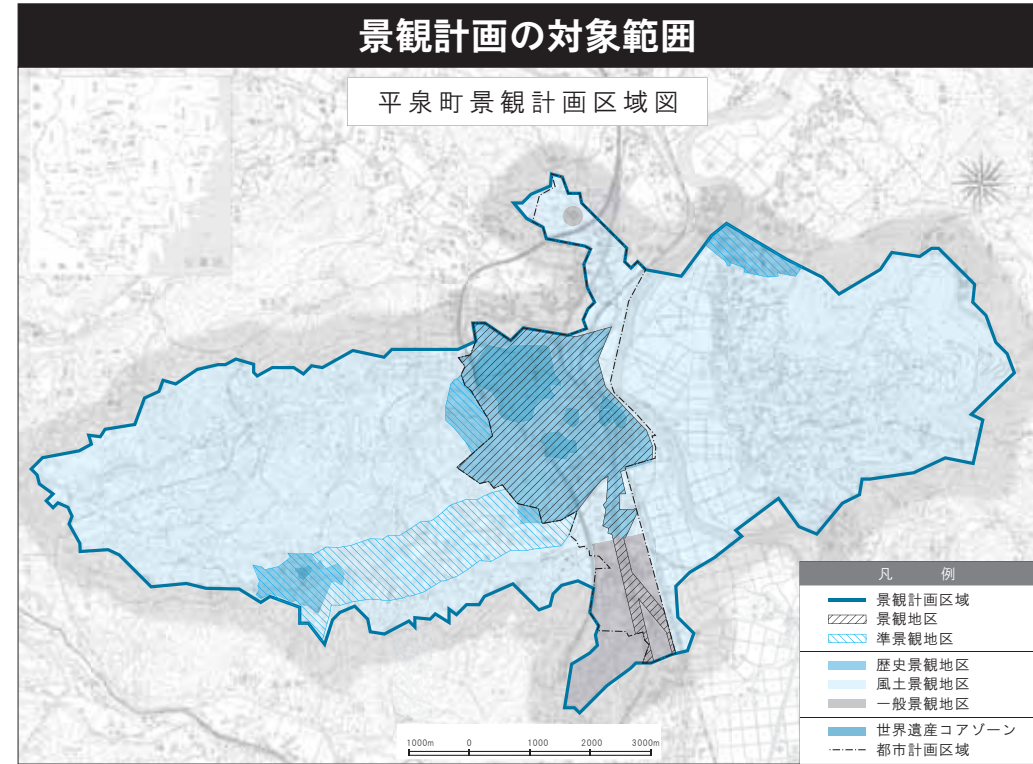 景観計画の対象範囲
平泉町景観計画区域図
凡 例
景観計画区域
景観地区
準景観地区
歴史景観地区
風土景観地区
一般景観地区
世界遺産コアゾーン
都市計画区域
1000m 0 1000 2000 3000m